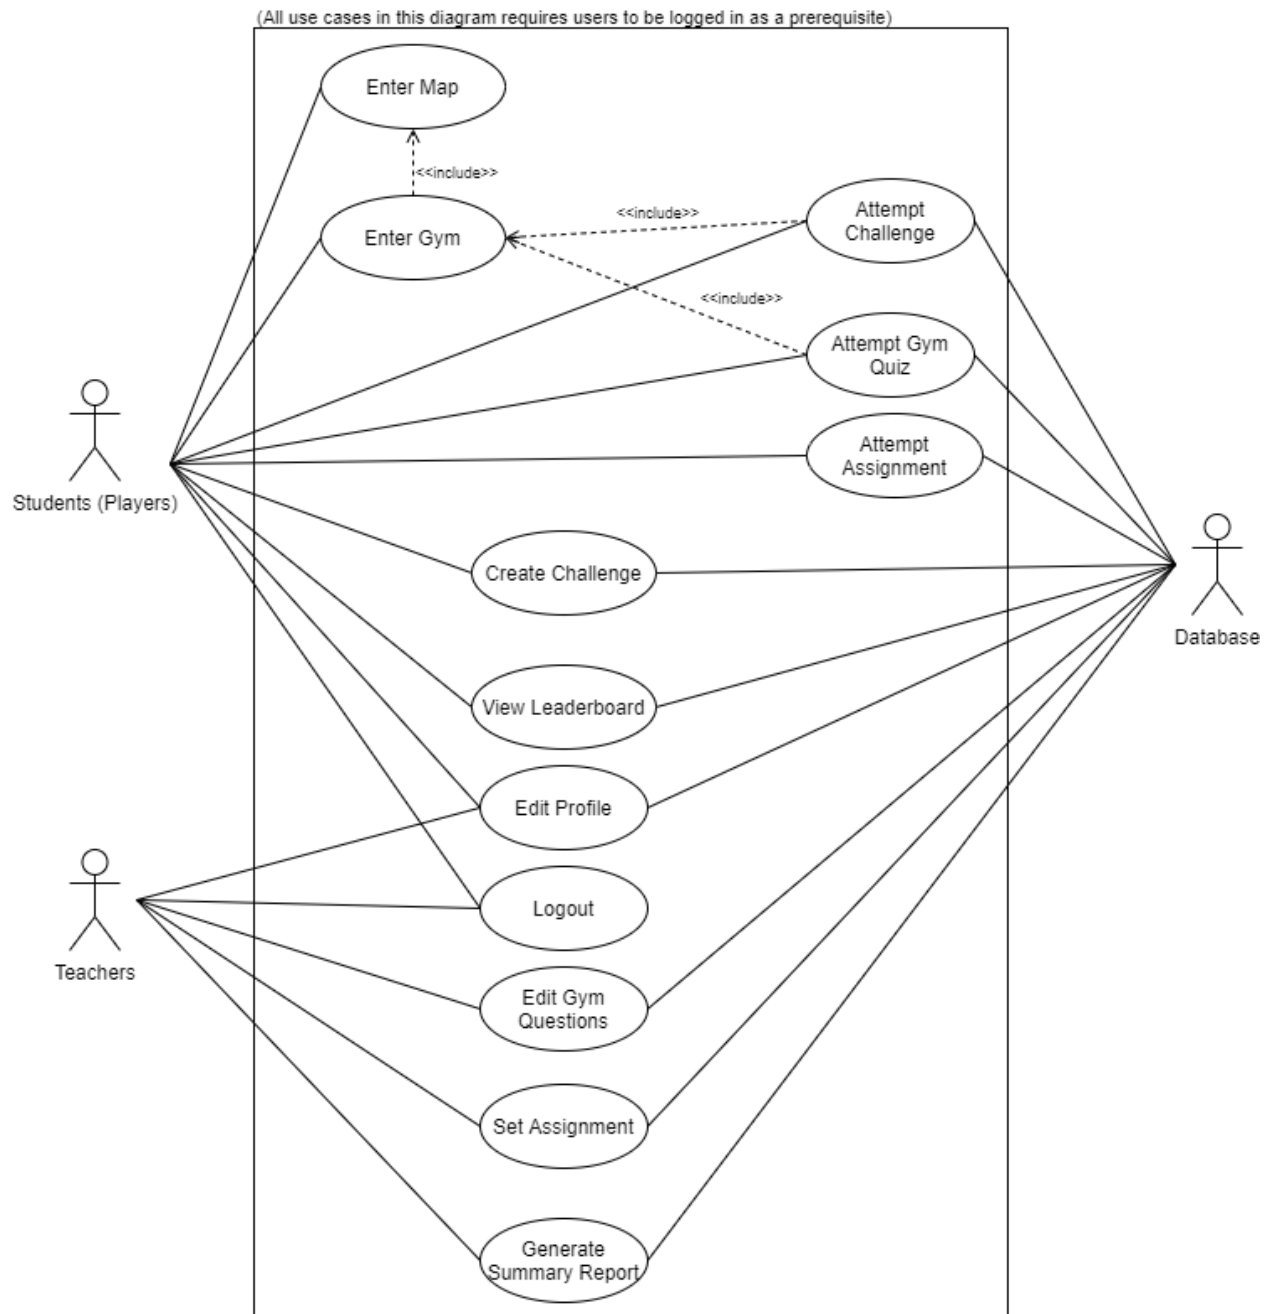 (All use cases in this diagram requires users to be logged in as a prerequisite)
Enter Map
<<include>>
Enter Gym
<<include>>
Attempt
Challenge
<<include>>
Attempt Gym
Quiz
Attempt
Assignment
Students (Players)
Create Challenge
Database
View Leaderboard
Edit Profile
Logout
Teachers
Edit Gym
Questions
Set Assignment
Generate
Summary Report